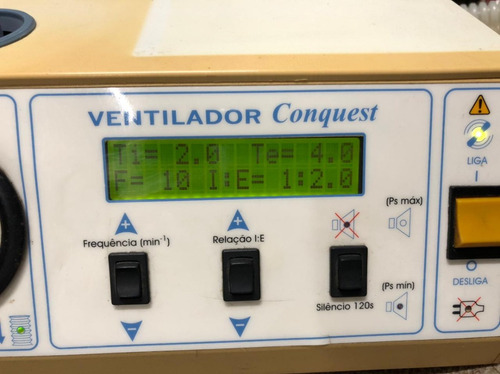 VENTILADOR Conquest
Ti= 2.0 Te= 4.0
F= 10 I:E= 1:2.0
Frequência (min⁻¹)
Relação I:E
Silêncio 120s
(Ps máx)
(Ps mín)
LIGA
I
O
DESLIGA